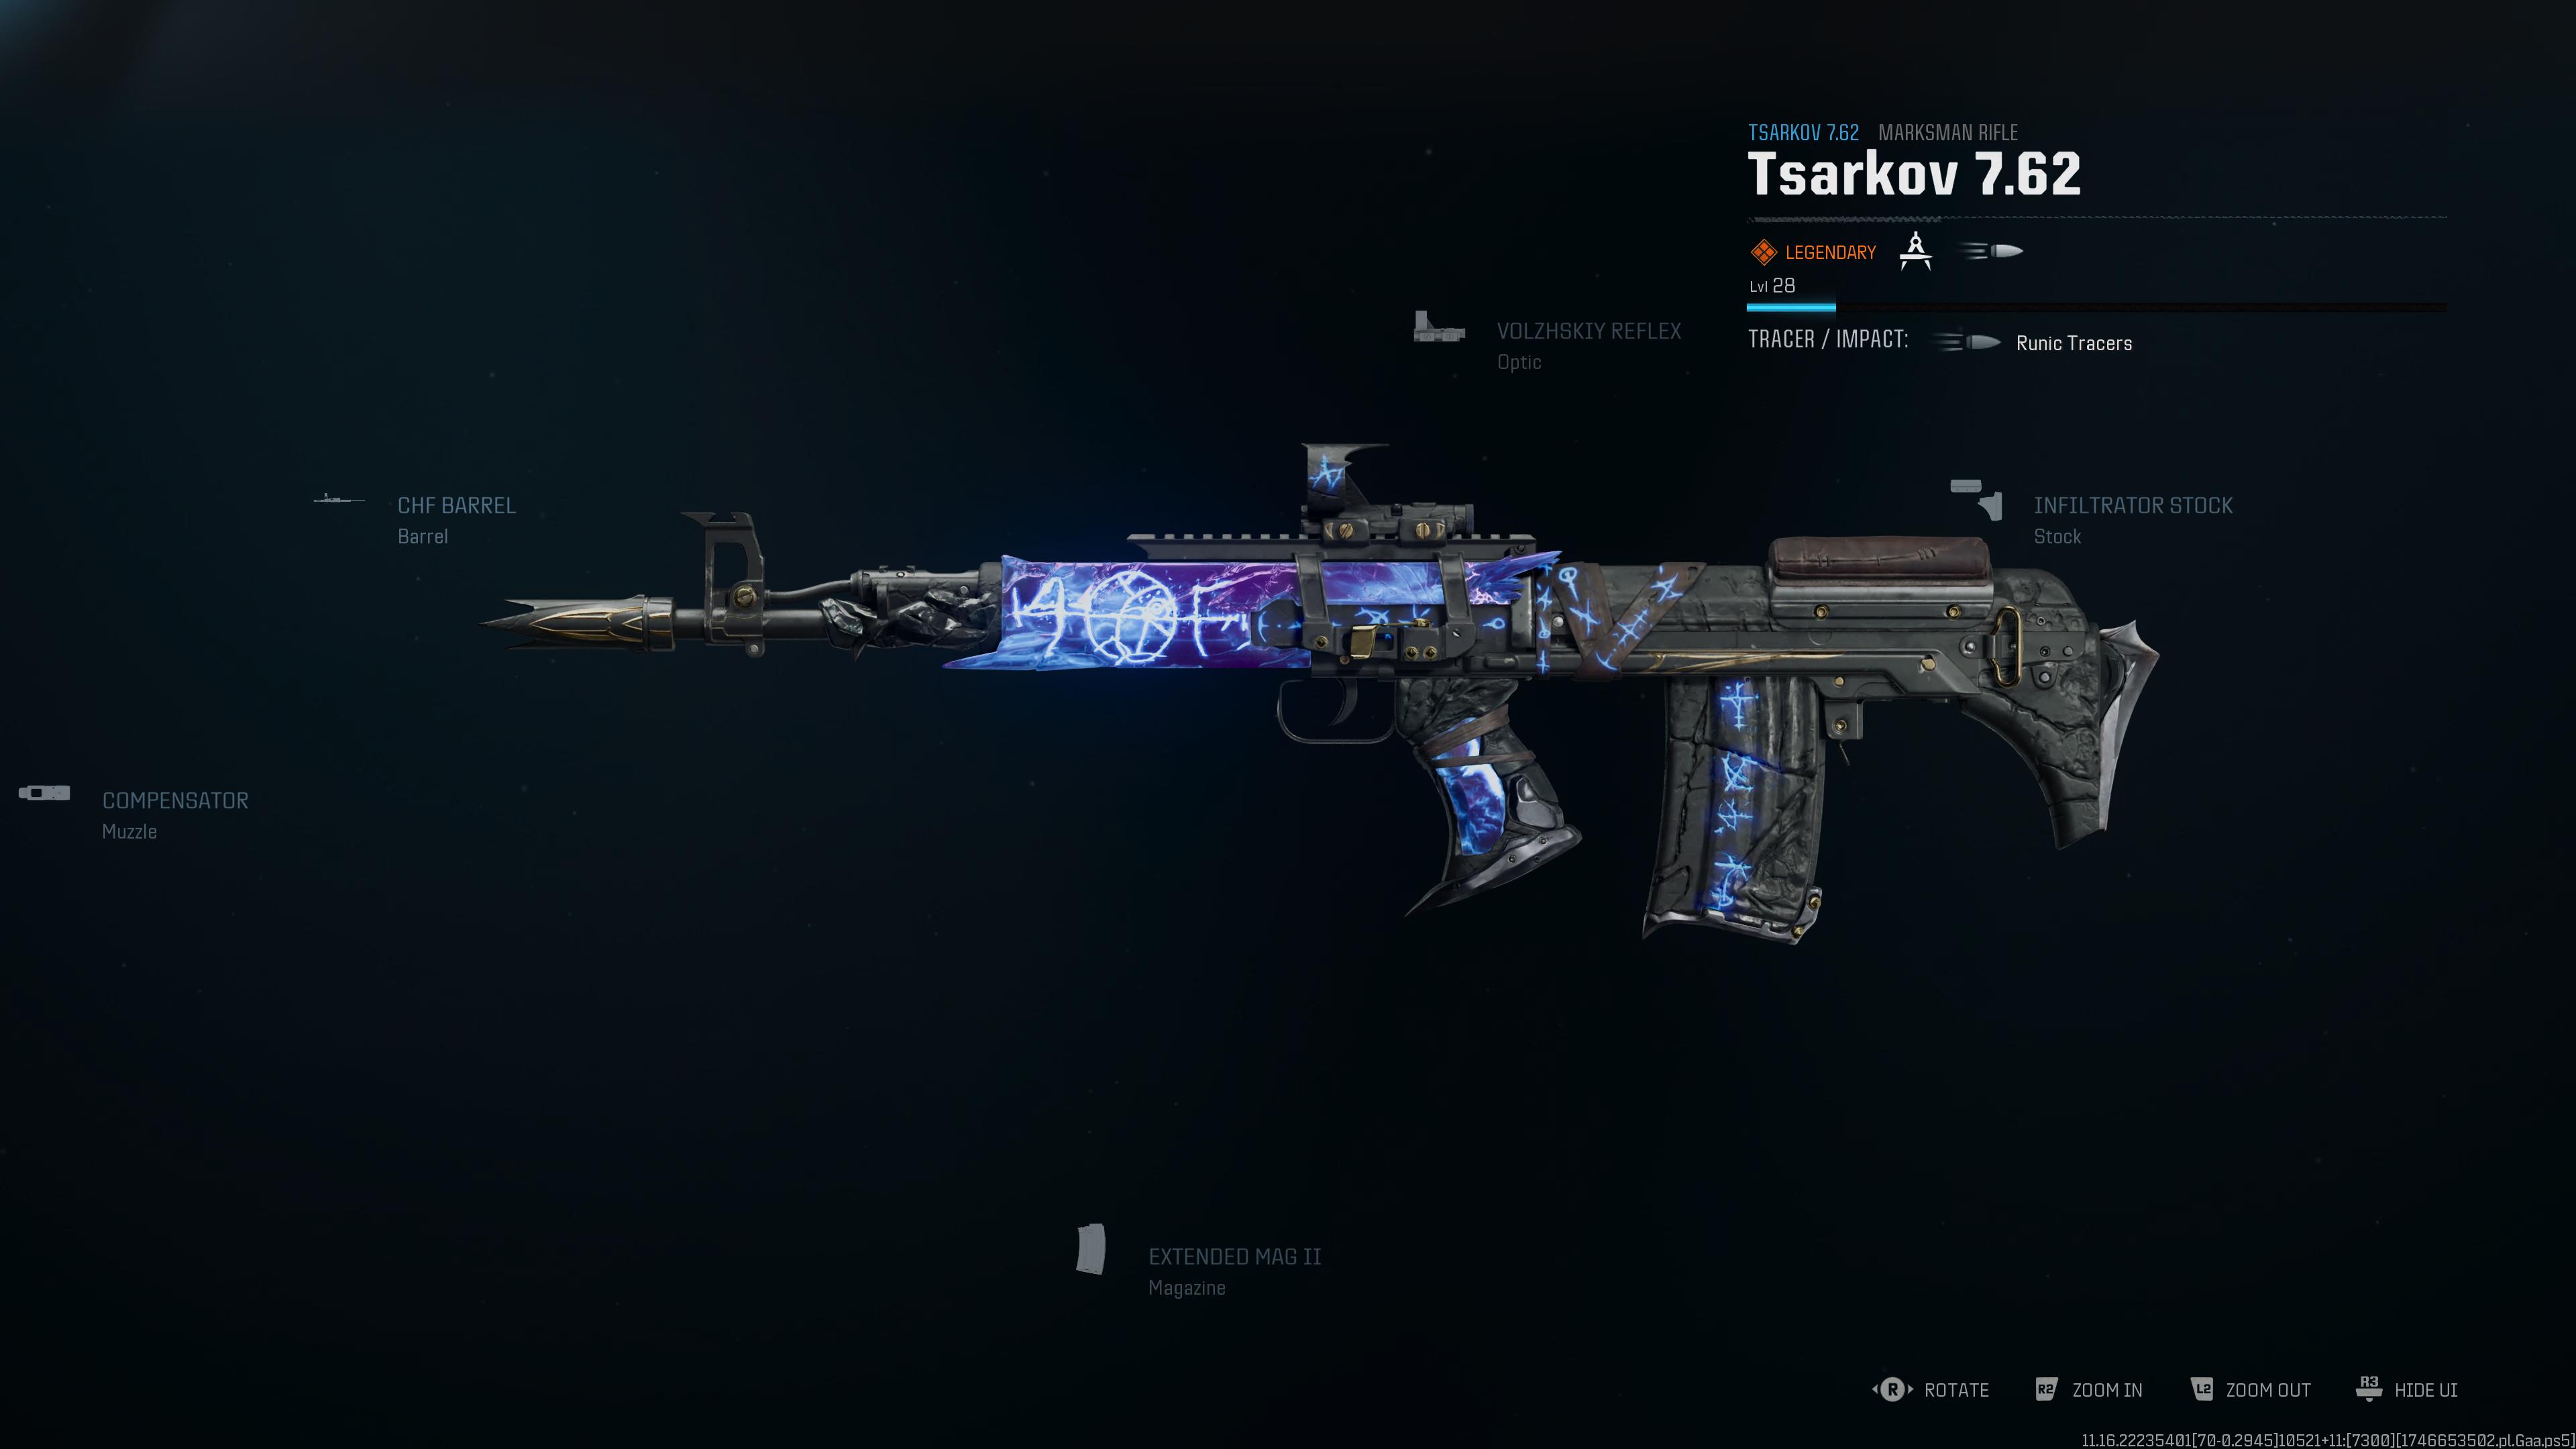 TSARKOV 7.62 MARKSMAN RIFLE
Tsarkov 7.62
LEGENDARY
Lvl 28
TRACER / IMPACT: Runic Tracers
VOLZHSKIY REFLEX
Optic
CHF BARREL
Barrel
INFILTRATOR STOCK
Stock
COMPENSATOR
Muzzle
EXTENDED MAG II
Magazine
R ROTATE R2 ZOOM IN L2 ZOOM OUT R3 HIDE UI
11.16.22235401[70-0.2945]10521+11:[7300][1746653502.pl.Gaa.ps5]